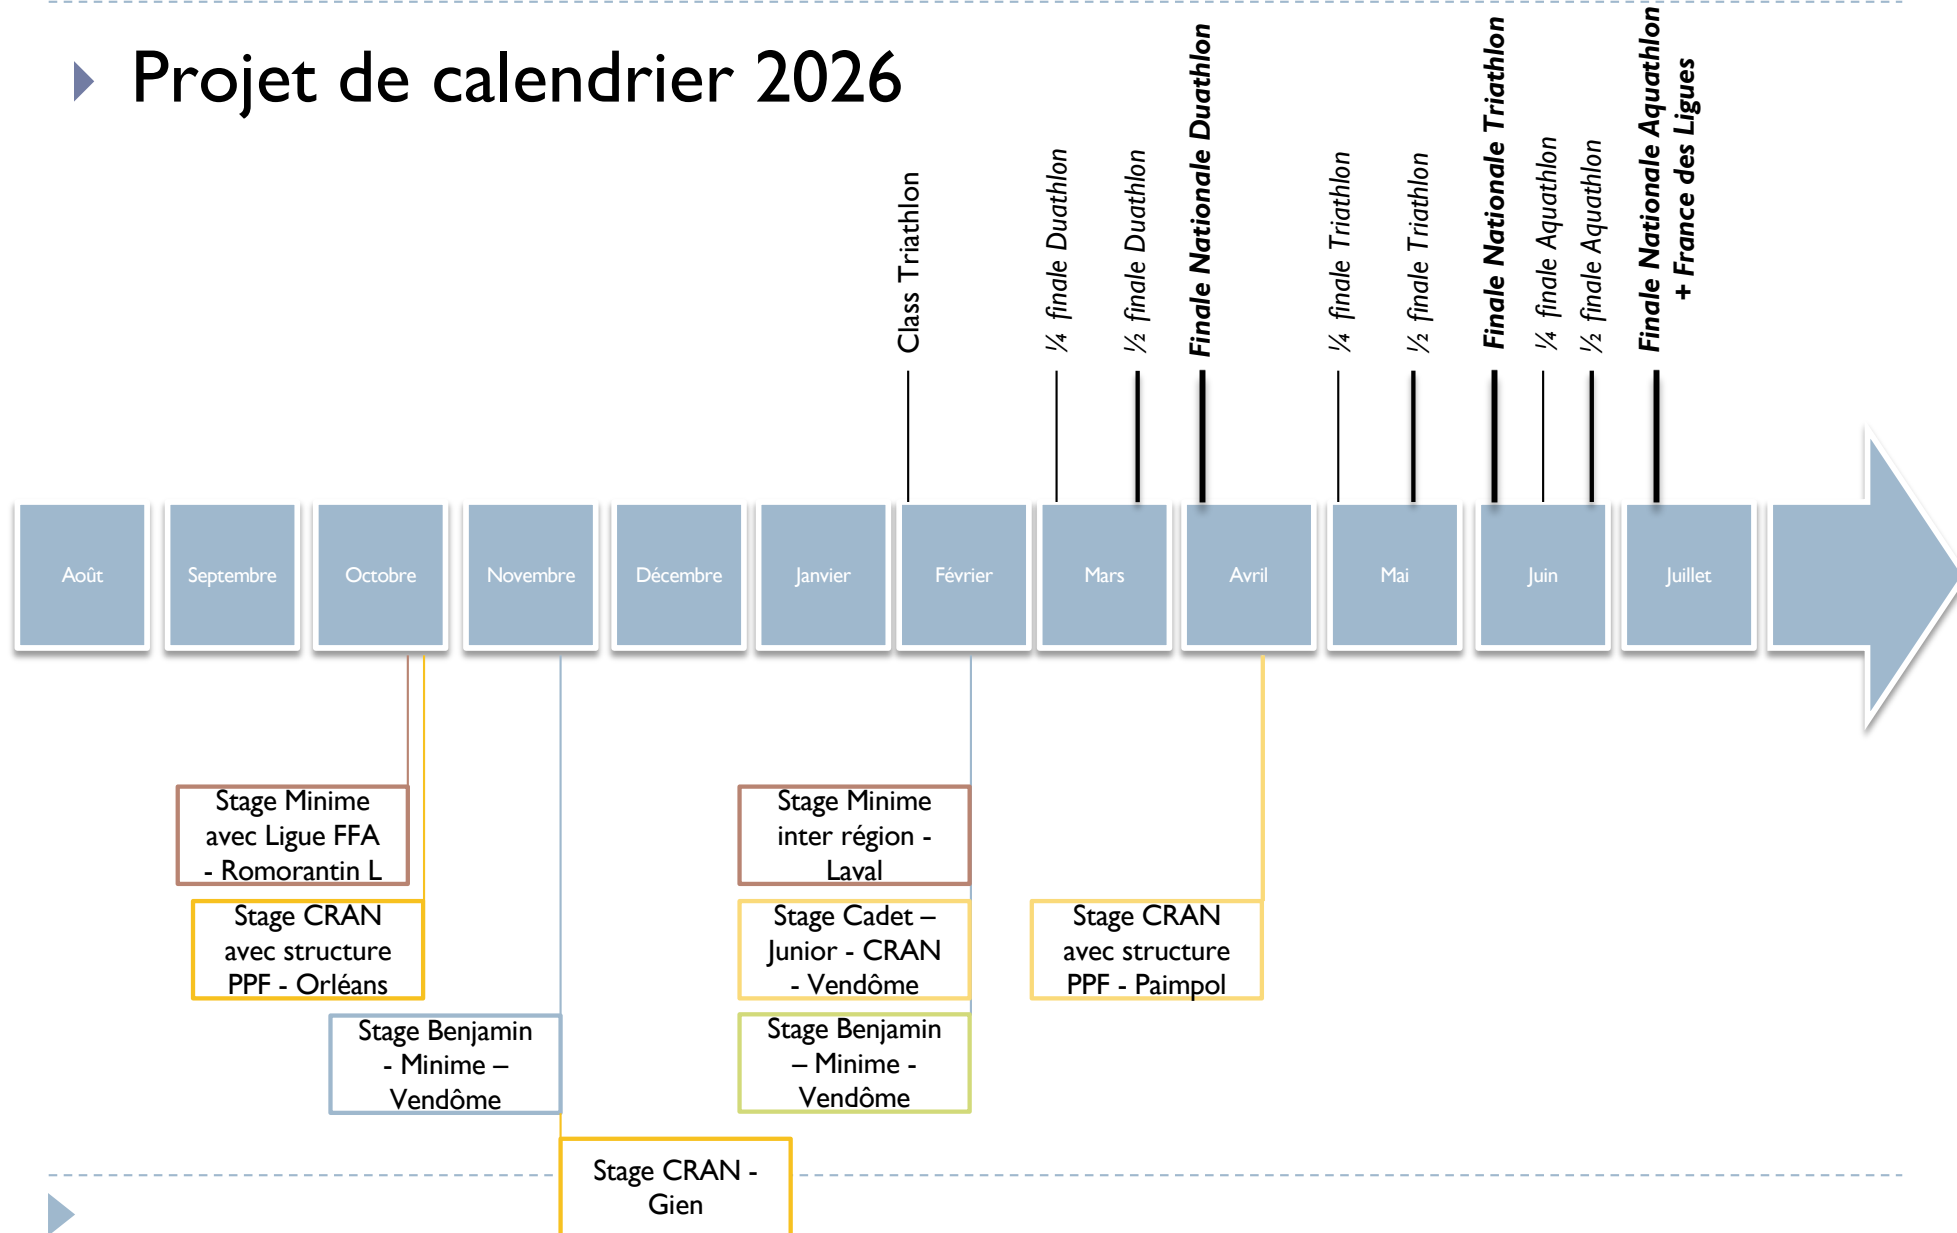 Projet de calendrier 2026
Class Triathlon
¼ finale Duathlon
½ finale Duathlon
Finale Nationale Duathlon
¼ finale Triathlon
½ finale Triathlon
Finale Nationale Triathlon
¼ finale Aquathlon
½ finale Aquathlon
Finale Nationale Aquathlon
+ France des Ligues
Août
Septembre
Octobre
Novembre
Décembre
Janvier
Février
Mars
Avril
Mai
Juin
Juillet
Stage Minime
avec Ligue FFA
- Romorantin L
Stage CRAN
avec structure
PPF - Orléans
Stage Benjamin
- Minime –
Vendôme
Stage CRAN -
Gien
Stage Minime
inter région -
Laval
Stage Cadet –
Junior - CRAN
- Vendôme
Stage Benjamin
– Minime -
Vendôme
Stage CRAN
avec structure
PPF - Paimpol